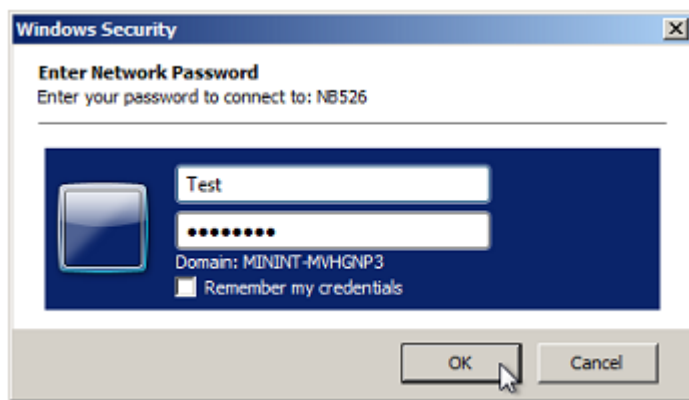 Windows Security
Enter Network Password
Enter your password to connect to: NB526
Test
●●●●●●●●
Domain: MININT-MVHGNP3
Remember my credentials
OK
Cancel